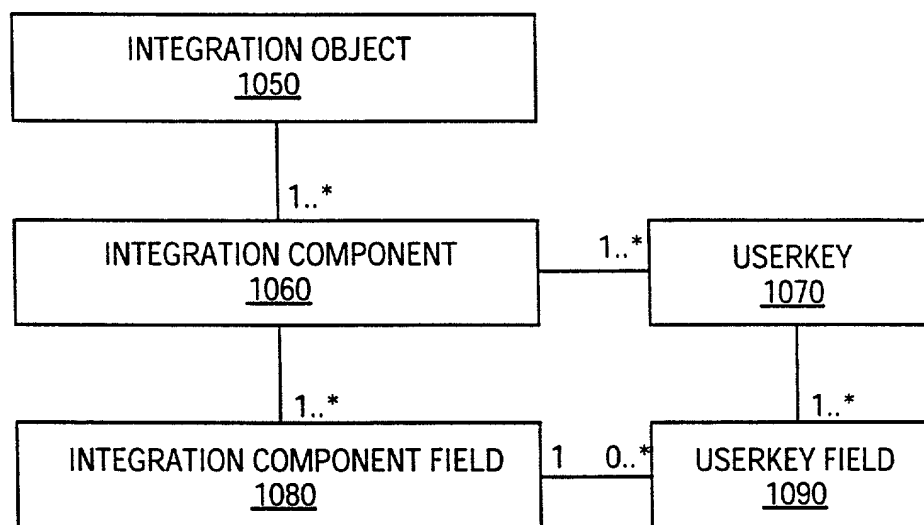 INTEGRATION OBJECT
1050
1..*
INTEGRATION COMPONENT
1060
1..*
USERKEY
1070
1..*
1..*
INTEGRATION COMPONENT FIELD
1080
1 0..*
USERKEY FIELD
1090